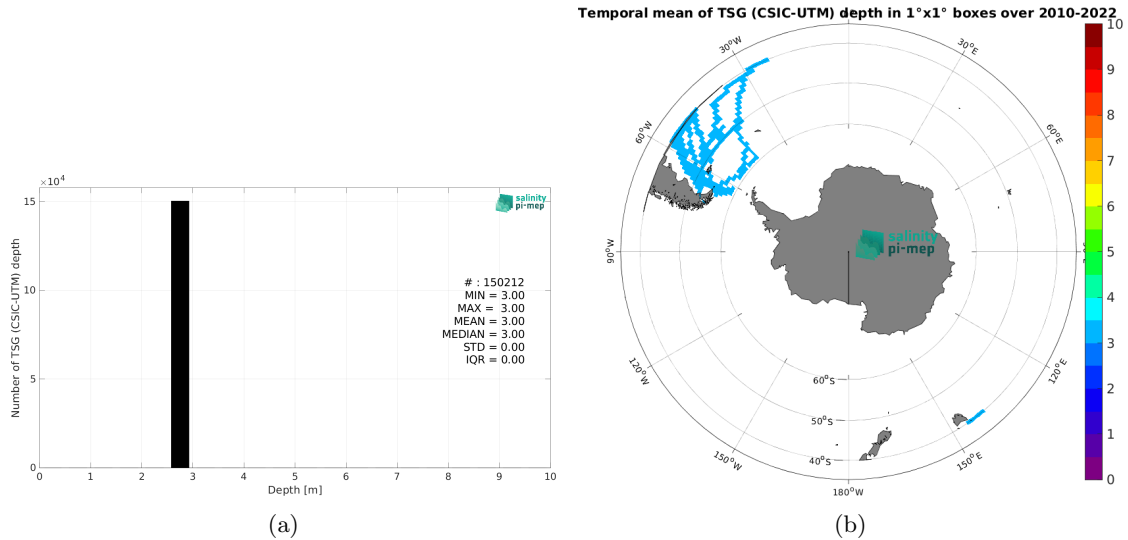 Temporal mean of TSG (CSIC-UTM) depth in 1°x1° boxes over 2010-2022
×10⁴
15
10
5
0
Number of TSG (CSIC-UTM) depth
salinity
pi-mep
# : 150212
MIN = 3.00
MAX = 3.00
MEAN = 3.00
MEDIAN = 3.00
STD = 0.00
IQR = 0.00
0 1 2 3 4 5 6 7 8 9 10
Depth [m]
(a)
30°W
30°E
60°W
60°E
90°W
salinity
pi-mep
120°W
120°E
60°S
50°S
40°S
150°W
150°E
180°W
10
9
8
7
6
5
4
3
2
1
0
(b)